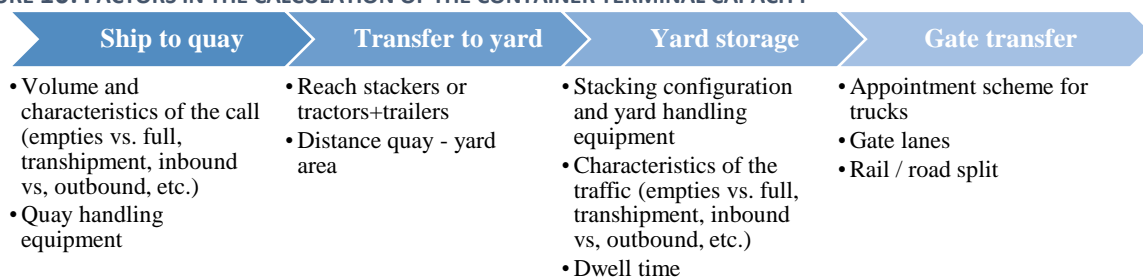 Ship to quay
Transfer to yard
Yard storage
Gate transfer
• Volume and
characteristics of the call
(empties vs. full,
transhipment, inbound
vs, outbound, etc.)
• Quay handling
equipment
• Reach stackers or
tractors+trailers
• Distance quay - yard
area
• Stacking configuration
and yard handling
equipment
• Characteristics of the
traffic (empties vs. full,
transhipment, inbound
vs, outbound, etc.)
• Dwell time
• Appointment scheme for
trucks
• Gate lanes
• Rail / road split